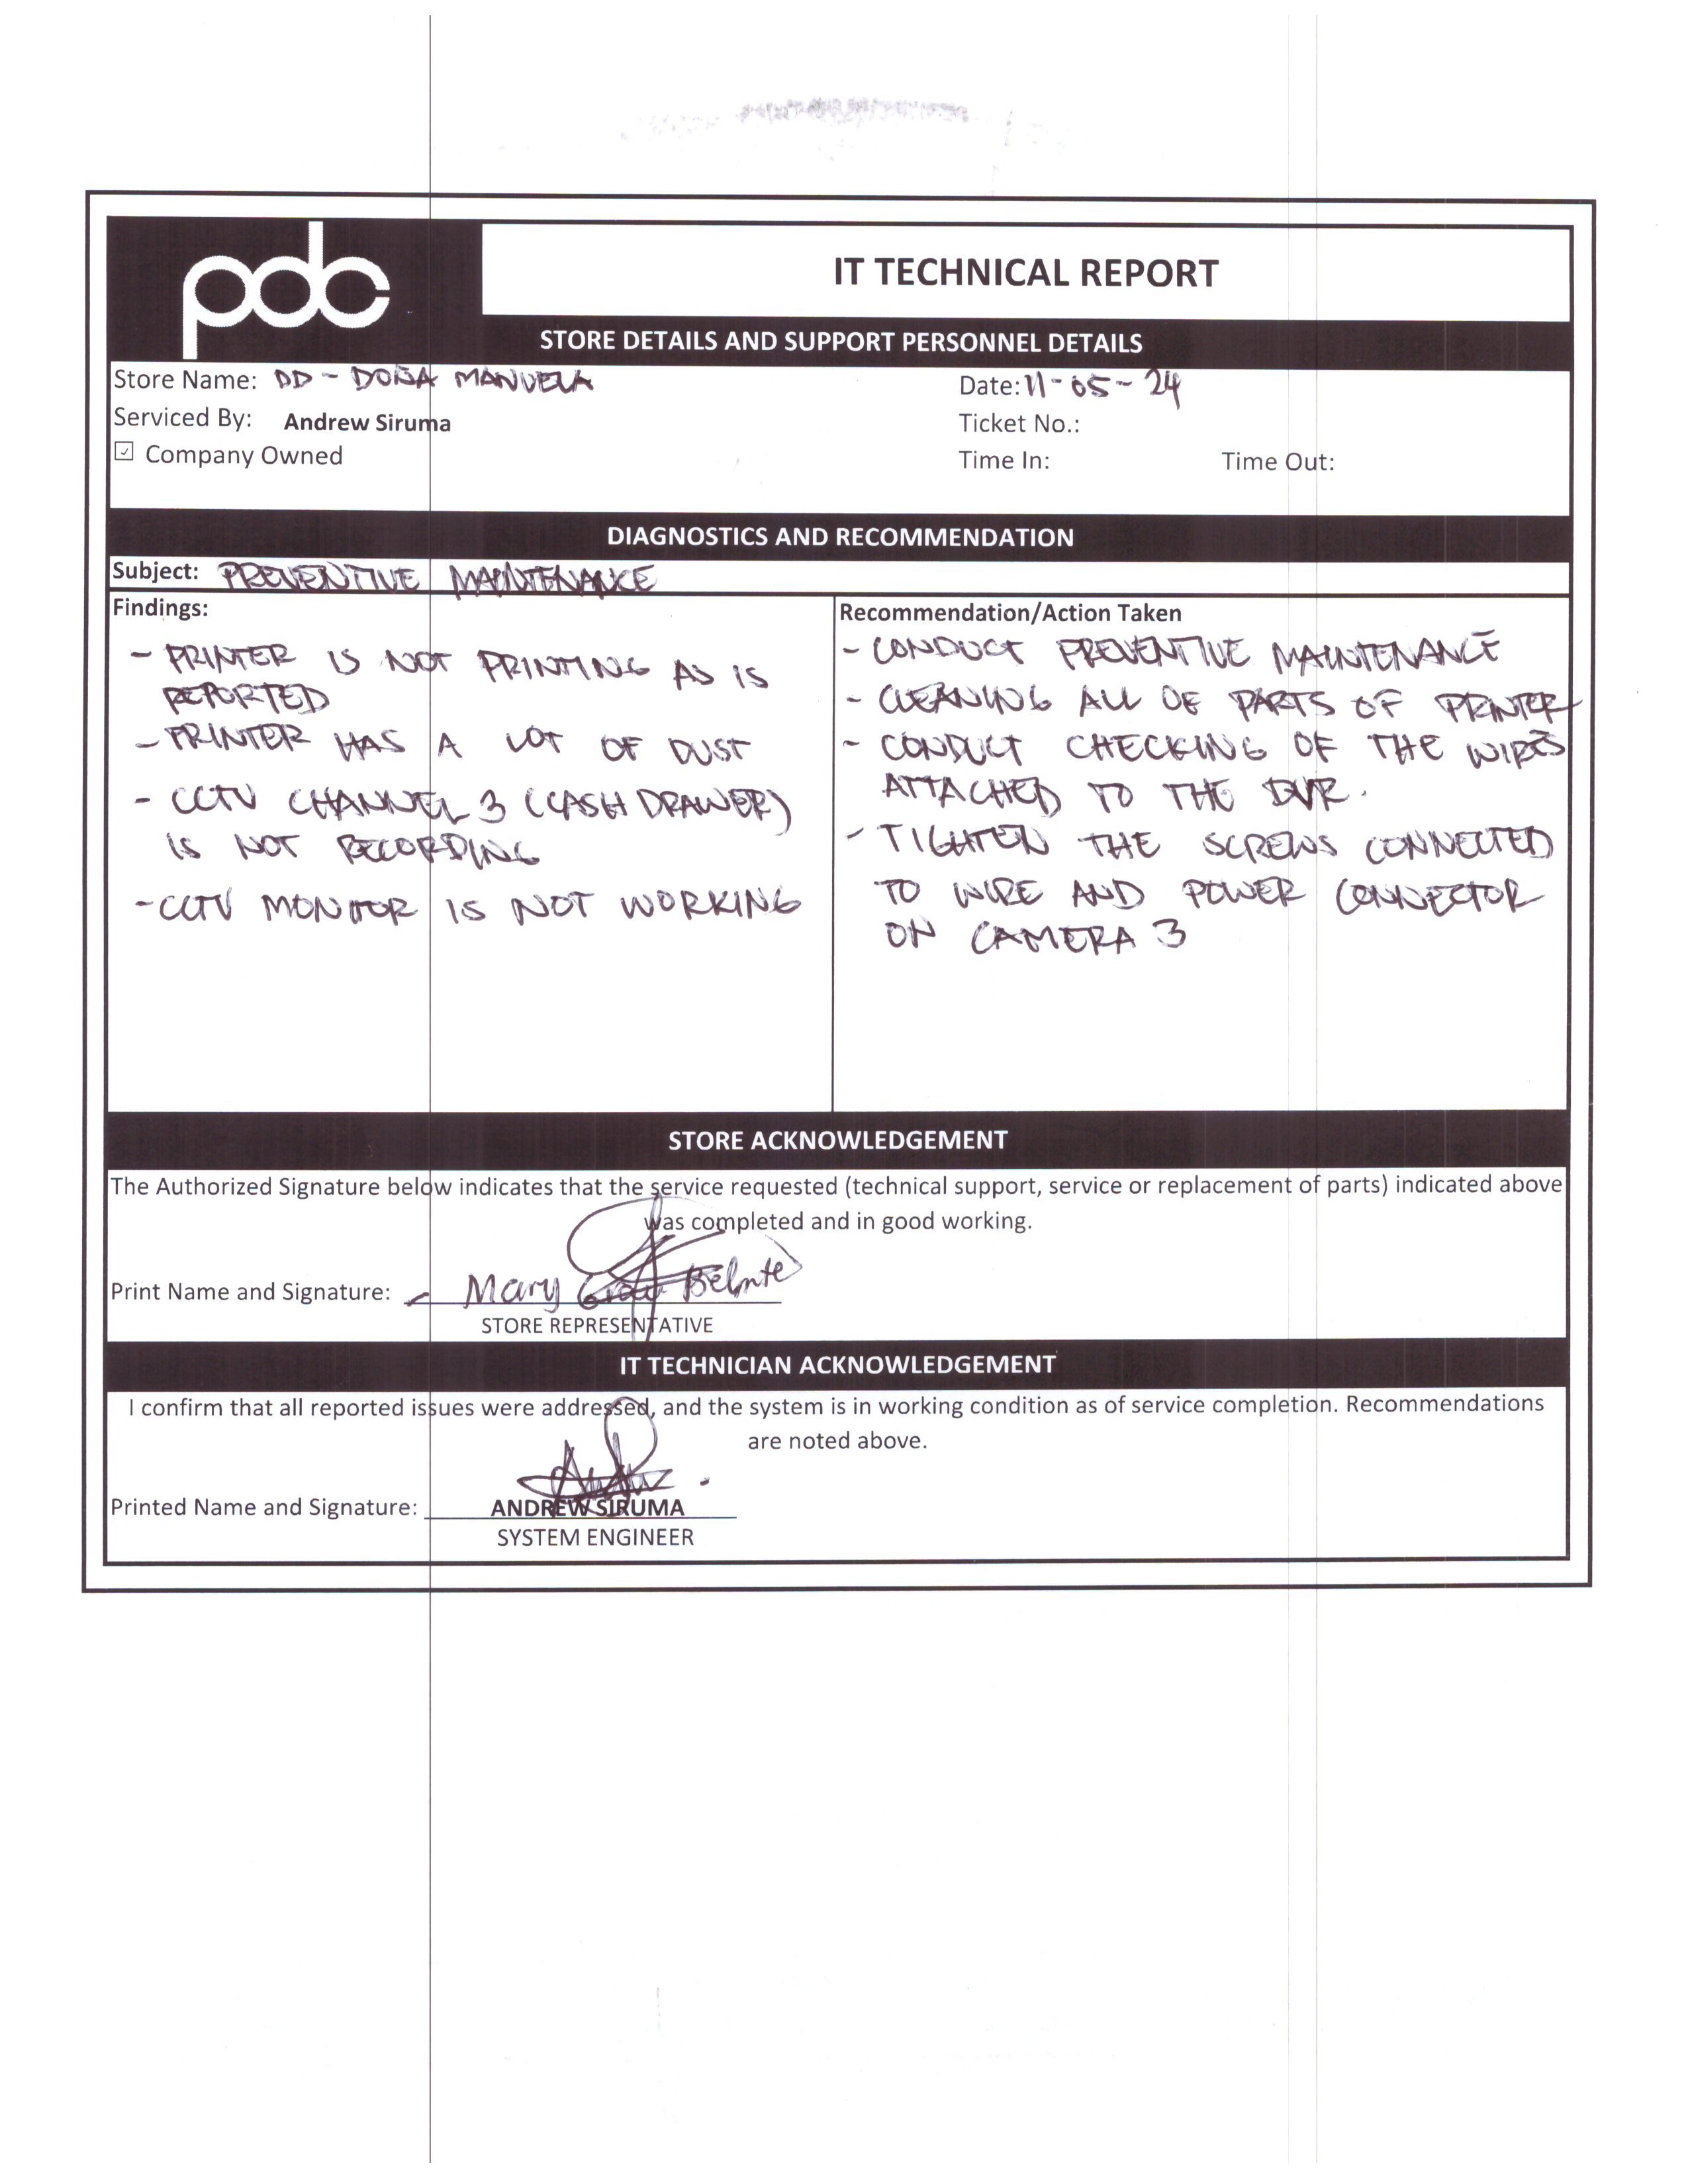 pdc
IT TECHNICAL REPORT
STORE DETAILS AND SUPPORT PERSONNEL DETAILS
Store Name: DD - DOÑA MANUELA
Date: 11-05-24
Serviced By: Andrew Siruma
Ticket No.:
Company Owned
Time In: Time Out:
DIAGNOSTICS AND RECOMMENDATION
Subject: PREVENTIVE MAINTENANCE
Findings:
- PRINTER IS NOT PRINTING AS IS
REPORTED
- PRINTER HAS A LOT OF DUST
- CCTV CHANNEL 3 (CASH DRAWER)
IS NOT RECORDING
- CCTV MONITOR IS NOT WORKING
Recommendation/Action Taken
- CONDUCT PREVENTIVE MAINTENANCE
- CLEANING ALL OF PARTS OF PRINTER
- CONDUCT CHECKING OF THE WIRES
ATTACHED TO THE DVR.
- TIGHTEN THE SCREWS CONNECTED
TO WIRE AND POWER CONNECTOR
ON CAMERA 3
STORE ACKNOWLEDGEMENT
The Authorized Signature below indicates that the service requested (technical support, service or replacement of parts) indicated above
was completed and in good working.
Print Name and Signature: Mary
STORE REPRESENTATIVE
IT TECHNICIAN ACKNOWLEDGEMENT
I confirm that all reported issues were addressed, and the system is in working condition as of service completion. Recommendations
are noted above.
Printed Name and Signature: ANDREW SIRUMA
SYSTEM ENGINEER